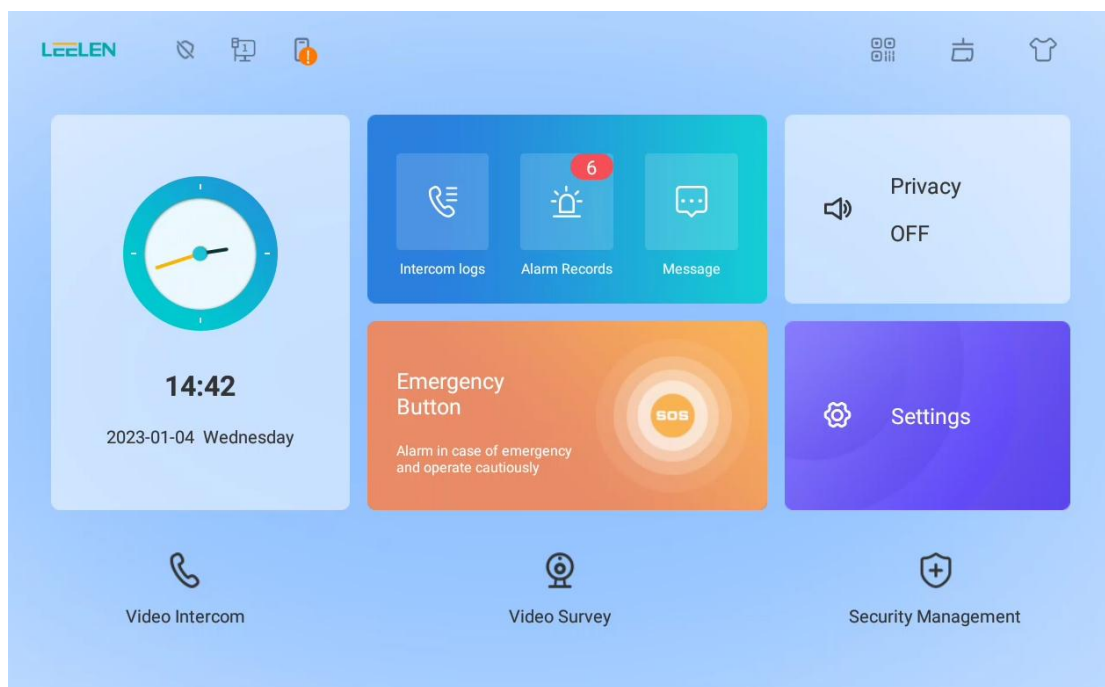 LEELEN
1
!
6
Intercom logs
Alarm Records
Message
Privacy
OFF
14:42
2023-01-04 Wednesday
Emergency
Button
SOS
Alarm in case of emergency
and operate cautiously
Settings
Video Intercom
Video Survey
Security Management